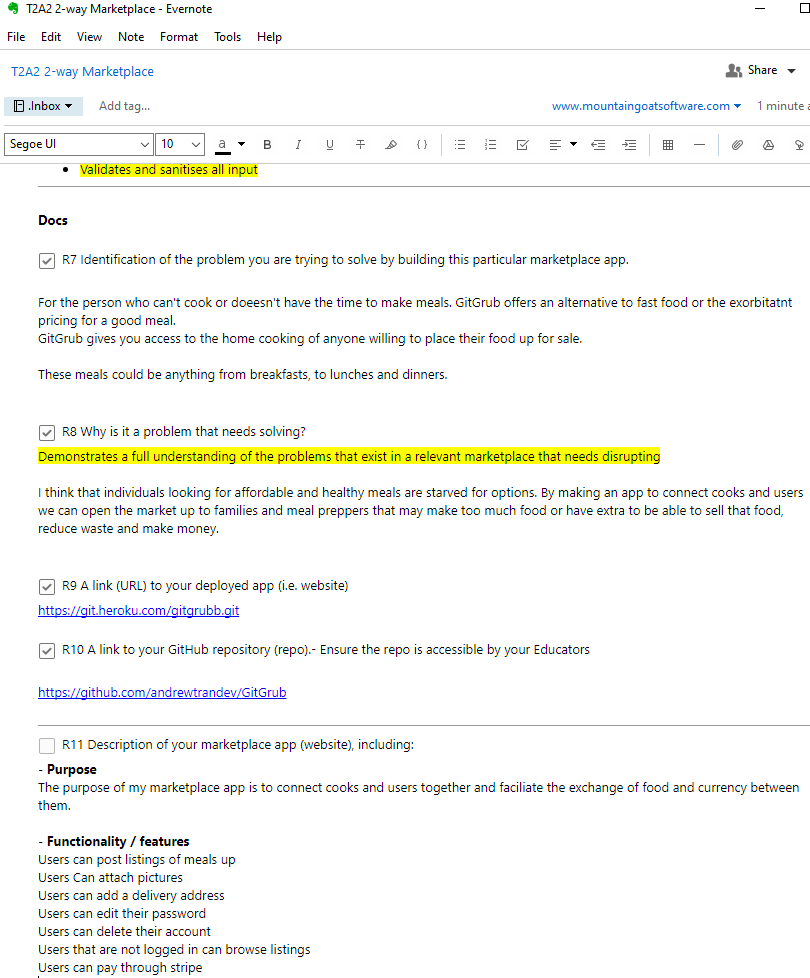 T2A2 2-way Marketplace - Evernote
File Edit View Note Format Tools Help
T2A2 2-way Marketplace
Share
.Inbox
Add tag...
www.mountaingoatsoftware.com
1 minute
Segoe UI
10
a B I U T { }
Validates and sanitises all input
Docs
R7 Identification of the problem you are trying to solve by building this particular marketplace app.
For the person who can't cook or doeesn't have the time to make meals. GitGrub offers an alternative to fast food or the exorbitatnt
pricing for a good meal.
GitGrub gives you access to the home cooking of anyone willing to place their food up for sale.
These meals could be anything from breakfasts, to lunches and dinners.
R8 Why is it a problem that needs solving?
Demonstrates a full understanding of the problems that exist in a relevant marketplace that needs disrupting
I think that individuals looking for affordable and healthy meals are starved for options. By making an app to connect cooks and users
we can open the market up to families and meal preppers that may make too much food or have extra to be able to sell that food,
reduce waste and make money.
R9 A link (URL) to your deployed app (i.e. website)
https://git.heroku.com/gitgrubb.git
R10 A link to your GitHub repository (repo).- Ensure the repo is accessible by your Educators
https://github.com/andrewtrandev/GitGrub
R11 Description of your marketplace app (website), including:
- Purpose
The purpose of my marketplace app is to connect cooks and users together and faciliate the exchange of food and currency between
them.
- Functionality / features
Users can post listings of meals up
Users Can attach pictures
Users can add a delivery address
Users can edit their password
Users can delete their account
Users that are not logged in can browse listings
Users can pay through stripe